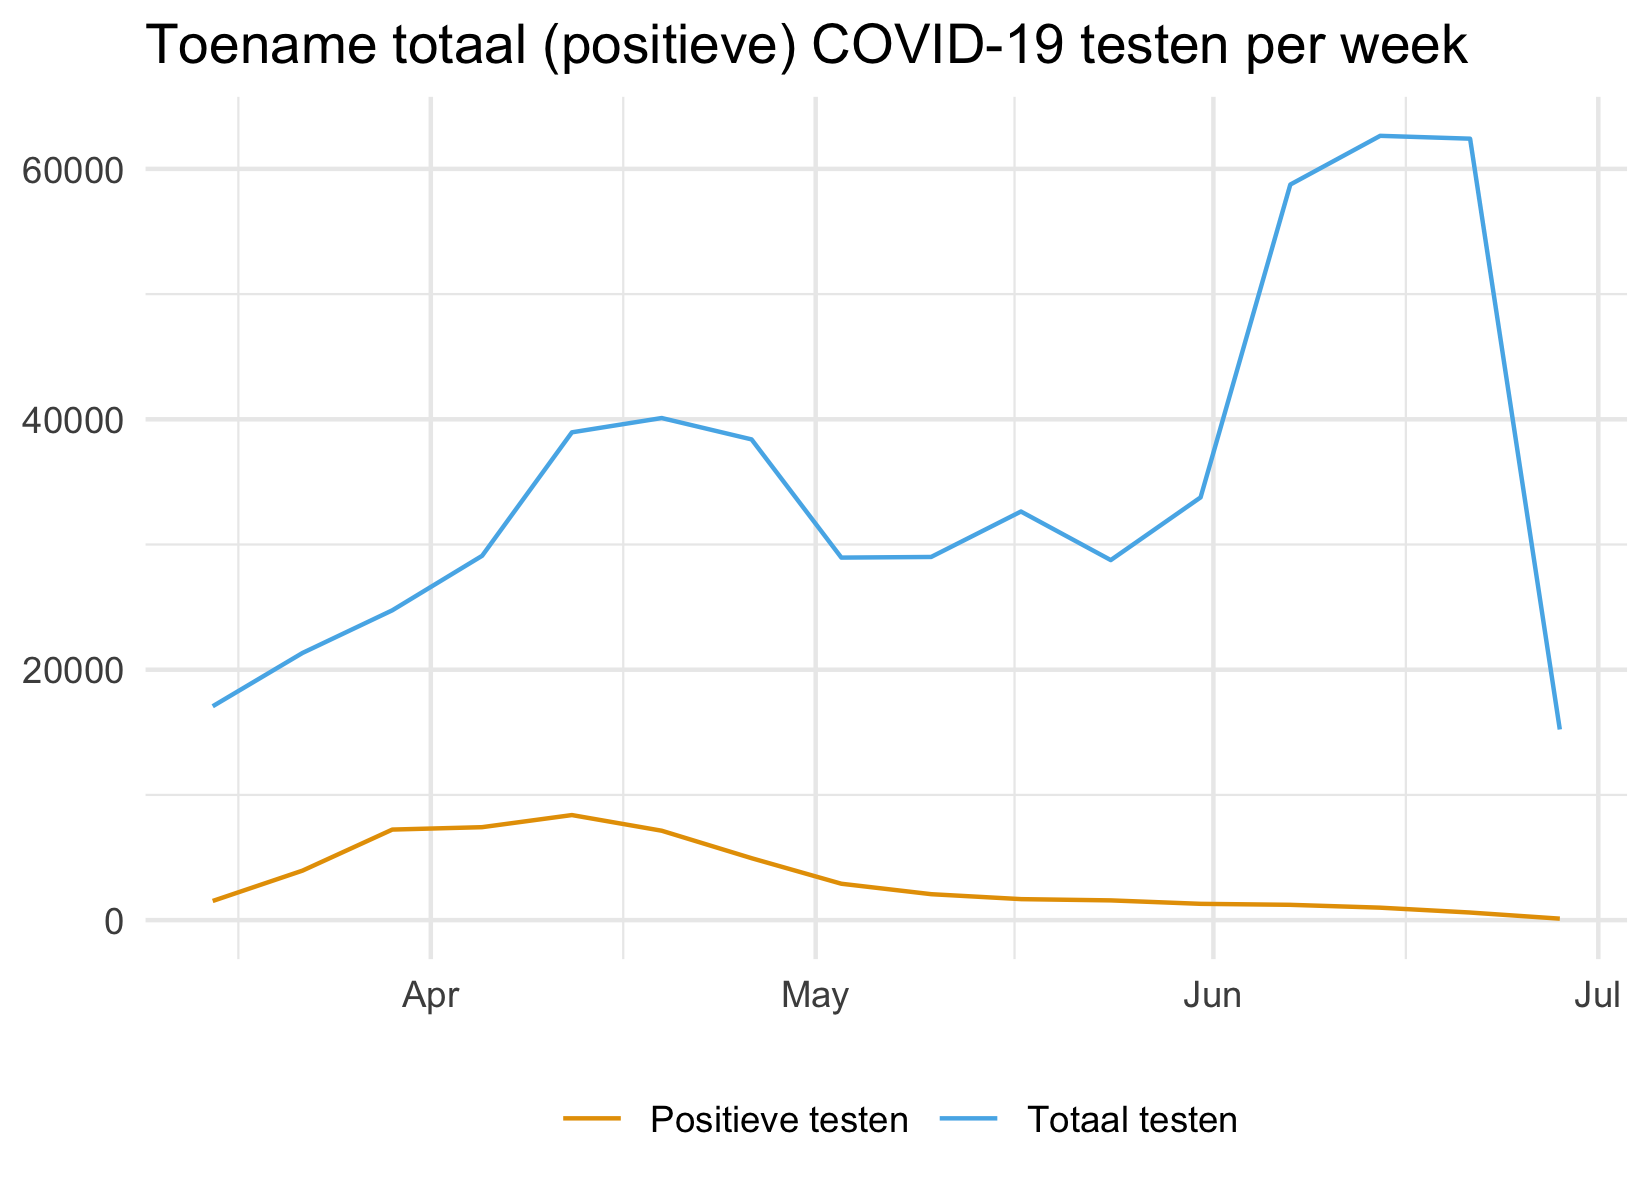 Toename totaal (positieve) COVID-19 testen per week
60000
40000
20000
0
Apr May Jun Jul
Positieve testen Totaal testen